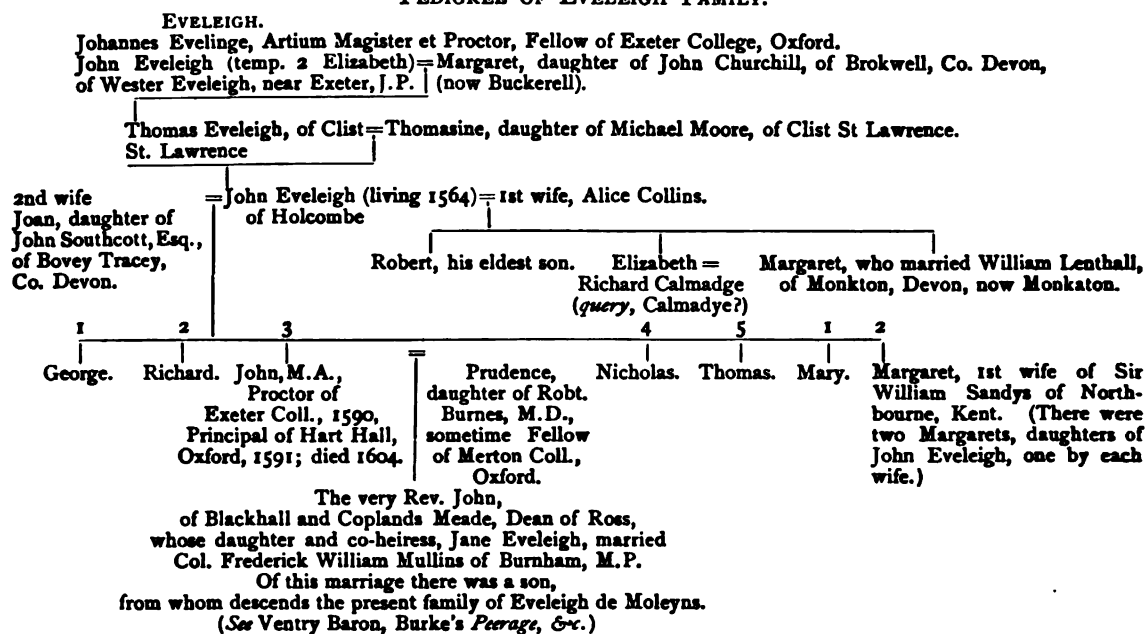 PEDIGREE OF EVELEIGH FAMILY.
EVELEIGH.
Johannes Evelinge, Artium Magister et Proctor, Fellow of Exeter College, Oxford.
John Eveleigh (temp. 2 Elizabeth)=Margaret, daughter of John Churchill, of Brokwell, Co. Devon,
of Wester Eveleigh, near Exeter, J.P. (now Buckerell).
Thomas Eveleigh, of Clist=Thomasine, daughter of Michael Moore, of Clist St Lawrence.
St. Lawrence
2nd wife
Joan, daughter of
John Southcott, Esq.,
of Bovey Tracey,
Co. Devon.
=John Eveleigh (living 1564)=1st wife, Alice Collins.
of Holcombe
Robert, his eldest son.
Elizabeth =
Richard Calmadge
(query, Calmadye?)
Margaret, who married William Lenthall,
of Monkton, Devon, now Monkaton.
1 2 3 4 5 1 2
George.
Richard.
John, M.A.,
Proctor of
Exeter Coll., 1590,
Principal of Hart Hall,
Oxford, 1591; died 1604.
=
Prudence,
daughter of Robt.
Burnes, M.D.,
sometime Fellow
of Merton Coll.,
Oxford.
Nicholas.
Thomas.
Mary.
Margaret, 1st wife of Sir
William Sandys of North-
bourne, Kent. (There were
two Margarets, daughters of
John Eveleigh, one by each
wife.)
The very Rev. John,
of Blackhall and Coplands Meade, Dean of Ross,
whose daughter and co-heiress, Jane Eveleigh, married
Col. Frederick William Mullins of Burnham, M.P.
Of this marriage there was a son,
from whom descends the present family of Eveleigh de Moleyns.
(See Ventry Baron, Burke's Peerage, &c.)